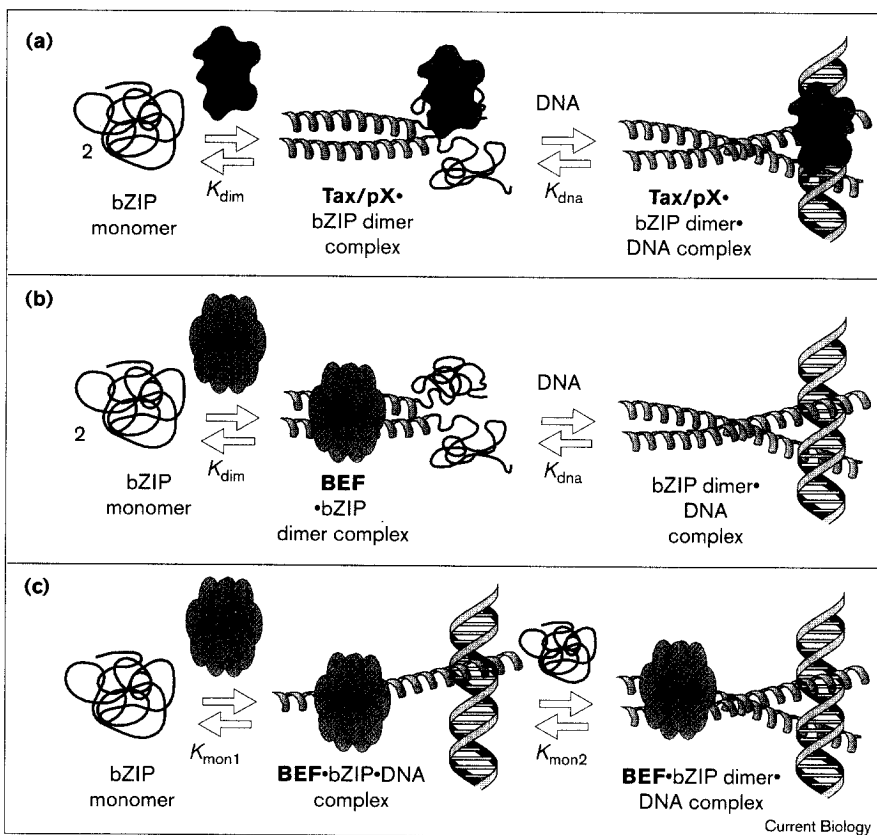 (a)
2
bZIP
monomer
K_dim
Tax/pX•
bZIP dimer
complex
DNA
K_dna
Tax/pX•
bZIP dimer•
DNA complex
(b)
2
bZIP
monomer
K_dim
BEF
•bZIP
dimer complex
DNA
K_dna
bZIP dimer•
DNA
complex
(c)
bZIP
monomer
K_mon1
BEF•bZIP•DNA
complex
K_mon2
BEF•bZIP dimer•
DNA complex
Current Biology